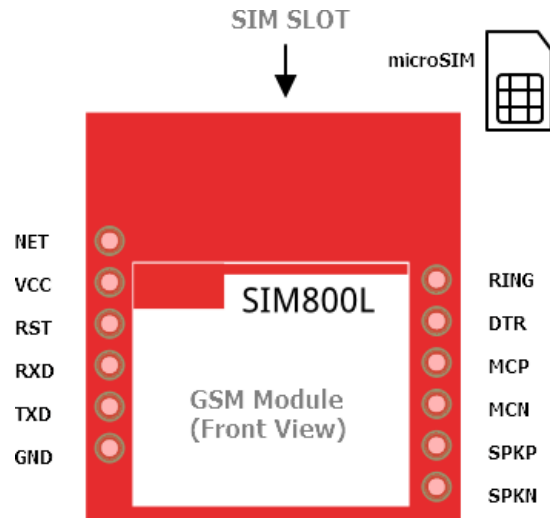 SIM SLOT
microSIM
NET
VCC
RST
RXD
TXD
GND
SIM800L
GSM Module
(Front View)
RING
DTR
MCP
MCN
SPKP
SPKN